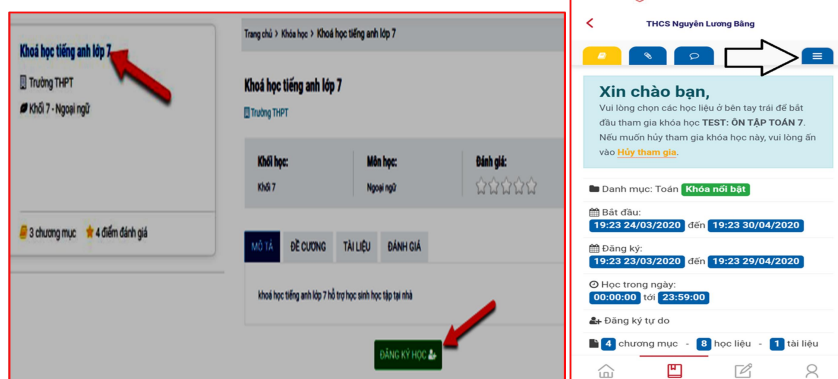 Khoá học tiếng anh lớp 7
Trường THPT
Khối 7 - Ngoại ngữ
3 chương mục 4 điểm đánh giá
Trang chủ > Khóa học > Khoá học tiếng anh lớp 7
Khoá học tiếng anh lớp 7
Trường THPT
Khối học: Môn học: Đánh giá:
Khối 7 Ngoại ngữ
MÔ TẢ ĐỀ CƯƠNG TÀI LIỆU ĐÁNH GIÁ
khoá học tiếng anh lớp 7 hỗ trợ học sinh học tập tại nhà
ĐĂNG KÝ HỌC
THCS Nguyễn Lương Bằng
Xin chào bạn,
Vui lòng chọn các học liệu ở bên tay trái để bắt
đầu tham gia khóa học TEST: ÔN TẬP TOÁN 7.
Nếu muốn hủy tham gia khóa học này, vui lòng ấn
vào Hủy tham gia.
Danh mục: Toán Khóa nổi bật
Bắt đầu:
19:23 24/03/2020 đến 19:23 30/04/2020
Đăng ký:
19:23 23/03/2020 đến 19:23 29/04/2020
Học trong ngày:
00:00:00 tới 23:59:00
Đăng ký tự do
4 chương mục - 8 học liệu - 1 tài liệu